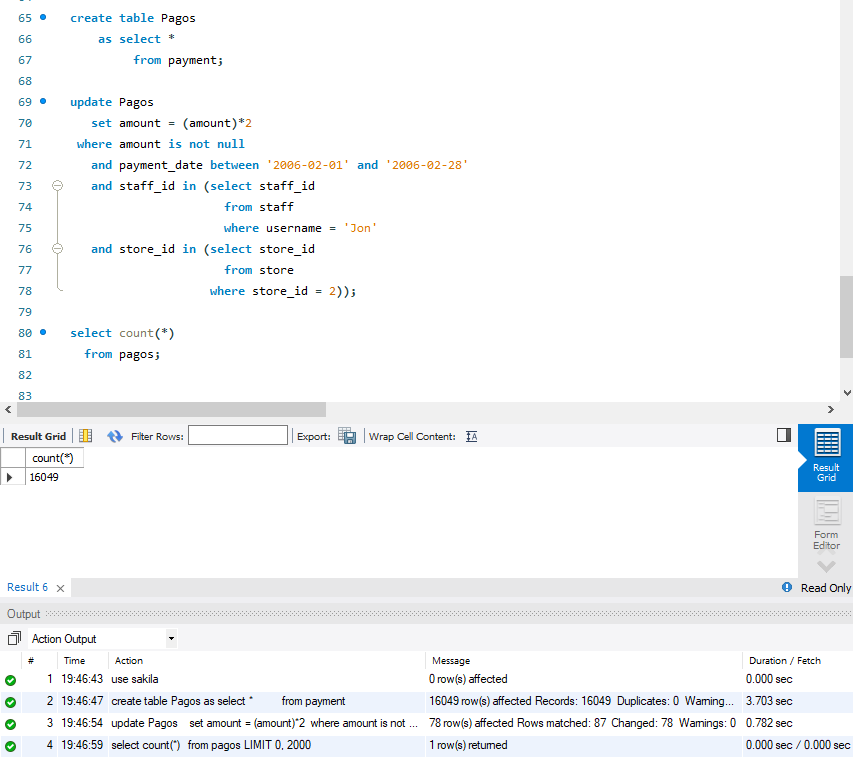 65 create table Pagos
66 as select *
67 from payment;
68
69 update Pagos
70 set amount = (amount)*2
71 where amount is not null
72 and payment_date between '2006-02-01' and '2006-02-28'
73 and staff_id in (select staff_id
74 from staff
75 where username = 'Jon'
76 and store_id in (select store_id
77 from store
78 where store_id = 2));
79
80 select count(*)
81 from pagos;
82
83
Result Grid Filter Rows: Export: Wrap Cell Content:
count(*)
16049
Result Grid
Form Editor
Result 6 Read Only
Output
Action Output
# Time Action Message Duration / Fetch
1 19:46:43 use sakila 0 row(s) affected 0.000 sec
2 19:46:47 create table Pagos as select * from payment 16049 row(s) affected Records: 16049 Duplicates: 0 Warning... 3.703 sec
3 19:46:54 update Pagos set amount = (amount)*2 where amount is not ... 78 row(s) affected Rows matched: 87 Changed: 78 Warnings: 0 0.782 sec
4 19:46:59 select count(*) from pagos LIMIT 0, 2000 1 row(s) returned 0.000 sec / 0.000 sec